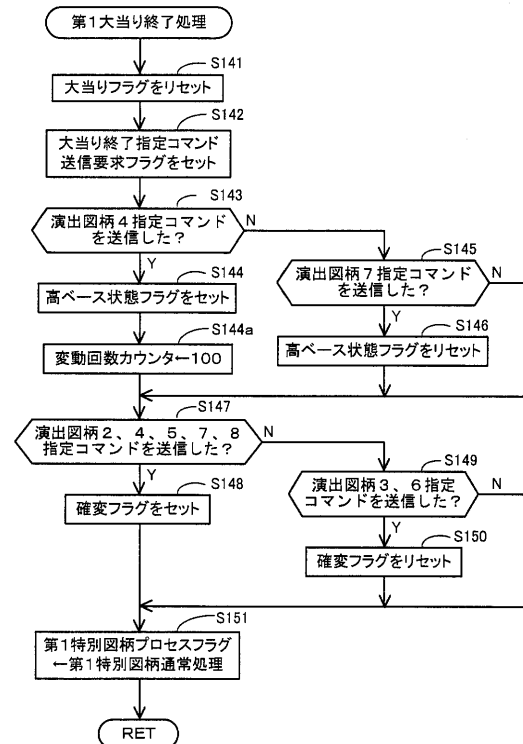 第1大当り終了処理
S141
大当りフラグをリセット
S142
大当り終了指定コマンド
送信要求フラグをセット
S143
演出図柄4指定コマンド
を送信した?
N
Y
S145
演出図柄7指定コマンド
を送信した?
N
Y
S144
高ベース状態フラグをセット
S146
高ベース状態フラグをリセット
S144a
変動回数カウンタ←100
S147
演出図柄2、4、5、7、8
指定コマンドを送信した?
N
Y
S149
演出図柄3、6指定
コマンドを送信した?
N
Y
S148
確変フラグをセット
S150
確変フラグをリセット
S151
第1特別図柄プロセスフラグ
←第1特別図柄通常処理
RET